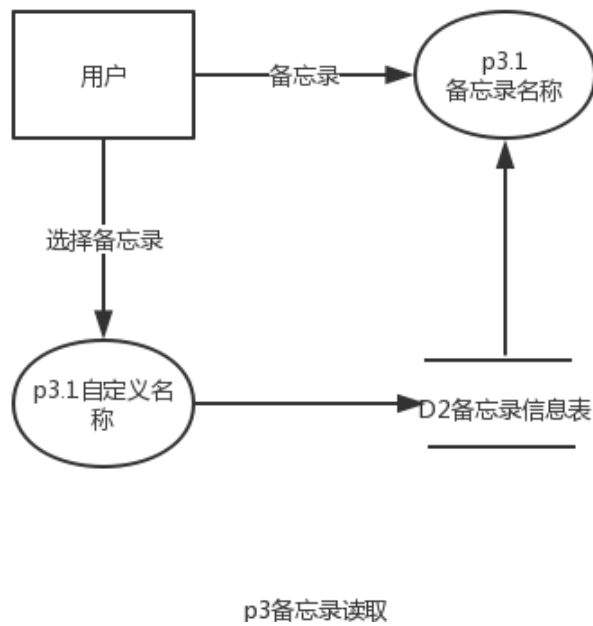 用户
备忘录
p3.1
备忘录名称
选择备忘录
p3.1自定义名
称
D2备忘录信息表
p3备忘录读取